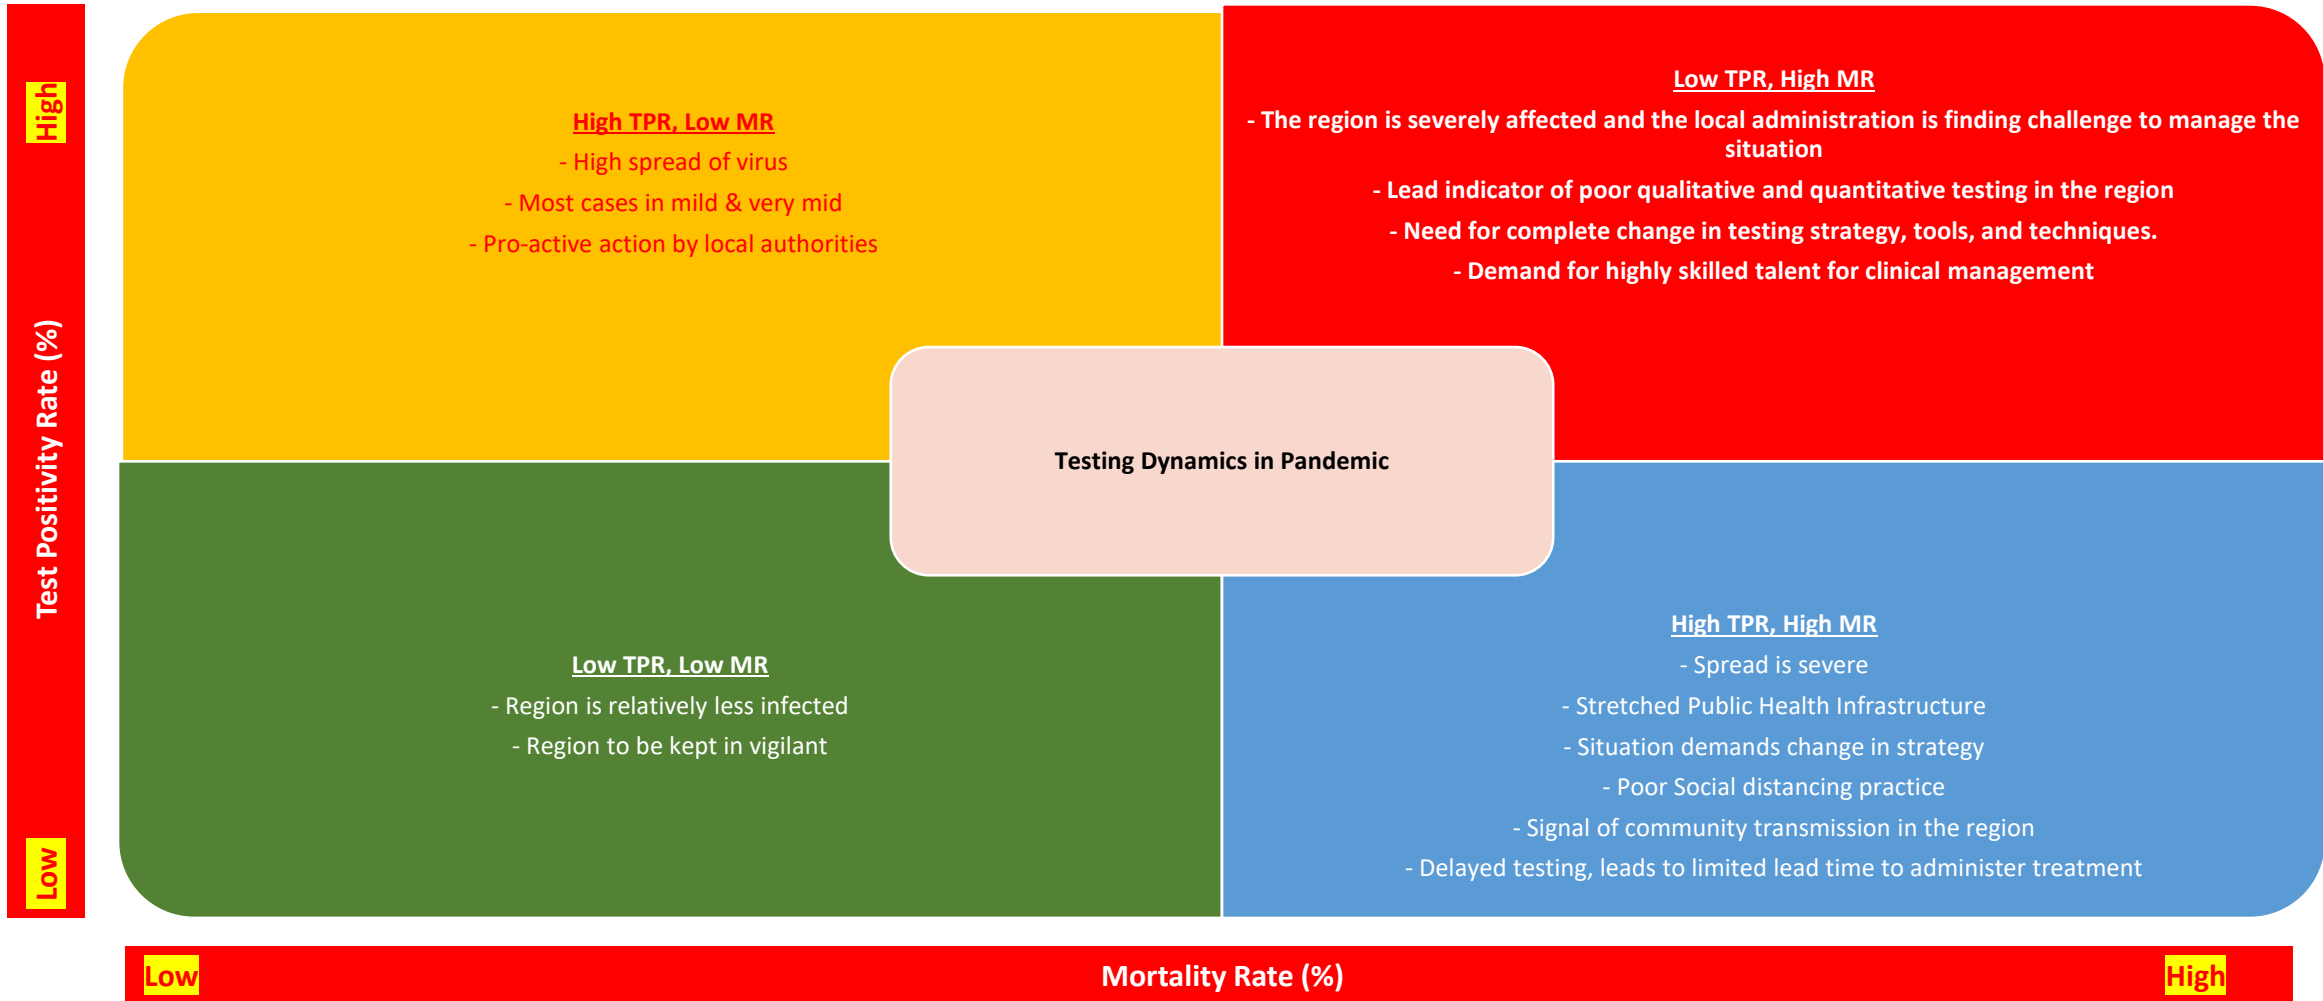 High
Test Positivity Rate (%)
Low
High TPR, Low MR
- High spread of virus
- Most cases in mild & very mid
- Pro-active action by local authorities
Low TPR, High MR
- The region is severely affected and the local administration is finding challenge to manage the
situation
- Lead indicator of poor qualitative and quantitative testing in the region
- Need for complete change in testing strategy, tools, and techniques.
- Demand for highly skilled talent for clinical management
Testing Dynamics in Pandemic
Low TPR, Low MR
- Region is relatively less infected
- Region to be kept in vigilant
High TPR, High MR
- Spread is severe
- Stretched Public Health Infrastructure
- Situation demands change in strategy
- Poor Social distancing practice
- Signal of community transmission in the region
- Delayed testing, leads to limited lead time to administer treatment
Low
Mortality Rate (%)
High